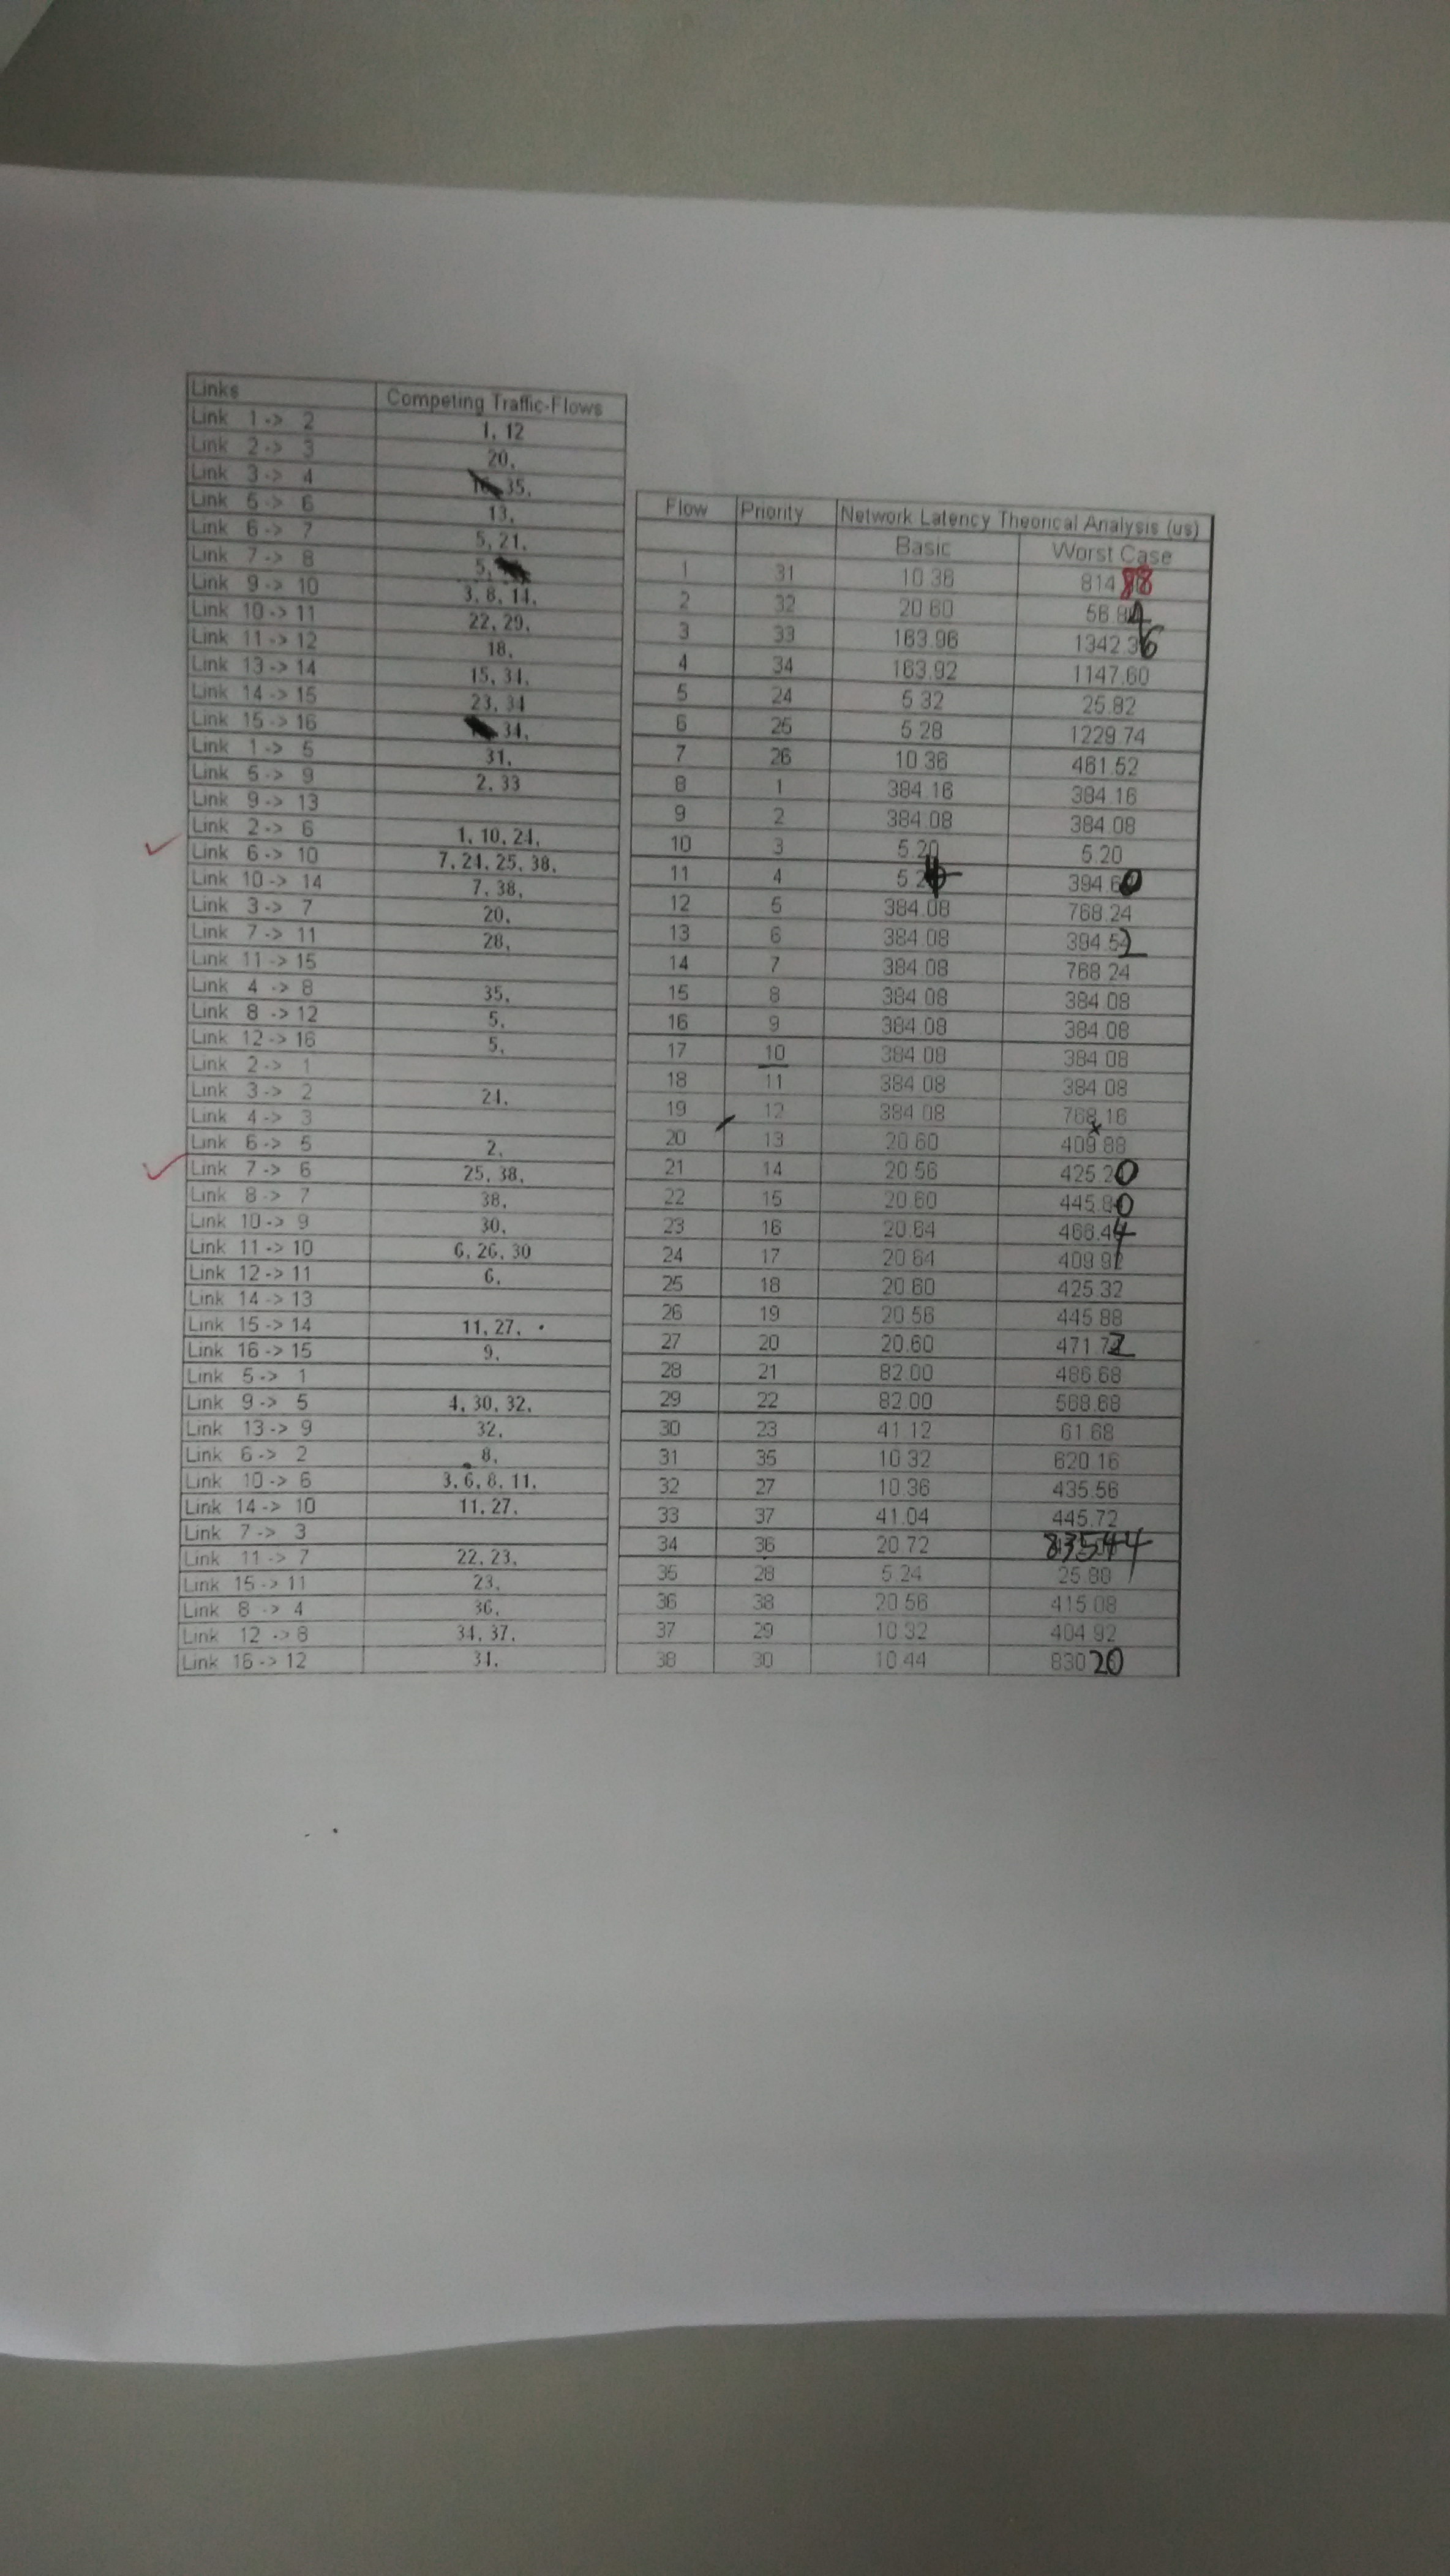 Links Competing Traffic-Flows
Link 1 -> 2 1, 12
Link 2 -> 3 20,
Link 3 -> 4 35,
Link 5 -> 6 13,
Link 6 -> 7 5, 21,
Link 7 -> 8 5,
Link 9 -> 10 3, 8, 14,
Link 10 -> 11 22, 29,
Link 11 -> 12 18,
Link 13 -> 14 15, 34,
Link 14 -> 15 23, 34
Link 15 -> 16 34,
Link 1 -> 5 31,
Link 5 -> 9 2, 33
Link 9 -> 13
Link 2 -> 6 1, 10, 24,
Link 6 -> 10 7, 24, 25, 38,
Link 10 -> 14 7, 38,
Link 3 -> 7 20,
Link 7 -> 11 28,
Link 11 -> 15
Link 4 -> 8 35,
Link 8 -> 12 5,
Link 12 -> 16 5,
Link 2 -> 1
Link 3 -> 2 24,
Link 4 -> 3
Link 6 -> 5 2,
Link 7 -> 6 25, 38,
Link 8 -> 7 38,
Link 10 -> 9 30,
Link 11 -> 10 6, 26, 30
Link 12 -> 11 6,
Link 14 -> 13
Link 15 -> 14 11, 27,
Link 16 -> 15 9,
Link 5 -> 1
Link 9 -> 5 4, 30, 32,
Link 13 -> 9 32,
Link 6 -> 2 8,
Link 10 -> 6 3, 6, 8, 11,
Link 14 -> 10 11, 27,
Link 7 -> 3
Link 11 -> 7 22, 23,
Link 15 -> 11 23,
Link 8 -> 4 36,
Link 12 -> 8 34, 37,
Link 16 -> 12 34,
Flow Priority Network Latency Theorical Analysis (us)
Basic Worst Case
1 31 10.36 814
2 32 20.60 56.84
3 33 163.96 1342.36
4 34 163.92 1147.60
5 24 5.32 25.92
6 25 5.28 1229.74
7 26 10.36 461.52
8 1 384.16 384.16
9 2 384.08 384.08
10 3 5.20 5.20
11 4 394.60
12 5 384.08 768.24
13 6 384.08 394.52
14 7 384.08 768.24
15 8 384.08 384.08
16 9 384.08 384.08
17 10 384.08 384.08
18 11 384.08 384.08
19 12 384.08 768.16
20 13 20.60 409.88
21 14 20.56 425.20
22 15 20.60 445.80
23 16 20.64 466.44
24 17 20.64 409.92
25 18 20.60 425.32
26 19 20.56 445.88
27 20 20.60 471.72
28 21 82.00 486.68
29 22 82.00 568.68
30 23 41.12 61.68
31 35 10.32 620.16
32 27 10.36 435.56
33 37 41.04 445.72
34 36 20.72 83544
35 28 5.24 25.88
36 38 20.56 415.08
37 29 10.32 404.92
38 30 10.44 830 20